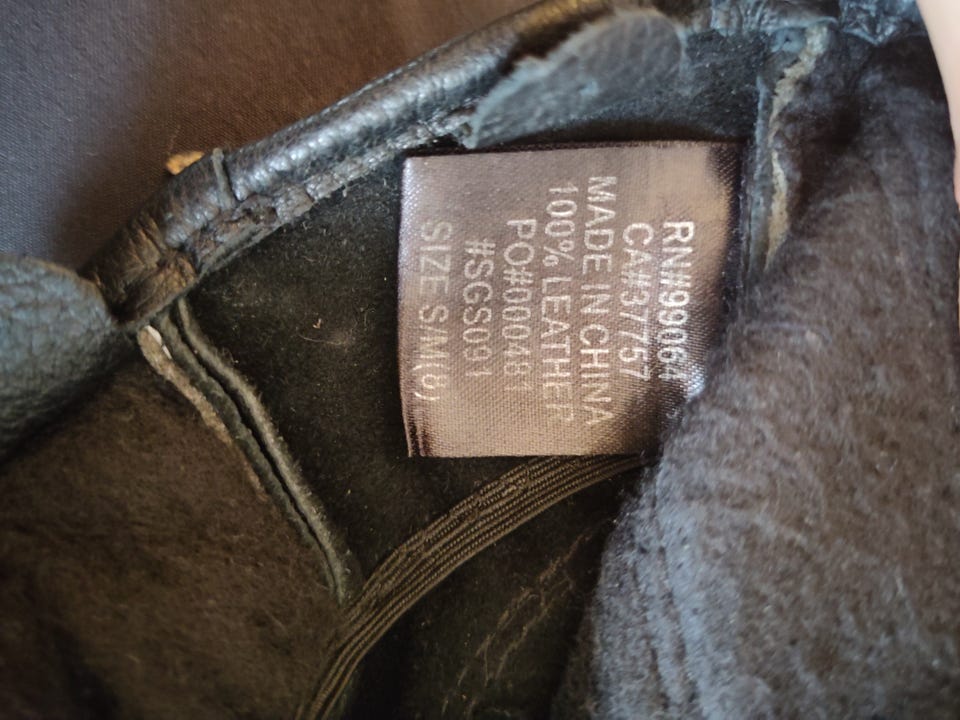 RN#99064
CA#37757
MADE IN CHINA
100% LEATHER
PO#000481
#SGS091
SIZE S/M(8)